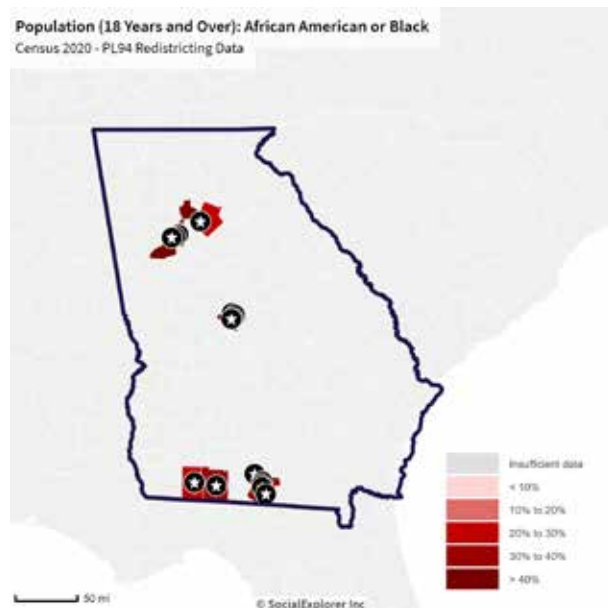 Population (18 Years and Over): African American or Black
Census 2020 - PL94 Redistricting Data
Insufficient data
< 10%
10% to 20%
20% to 30%
30% to 40%
> 40%
50 mi
© SocialExplorer Inc